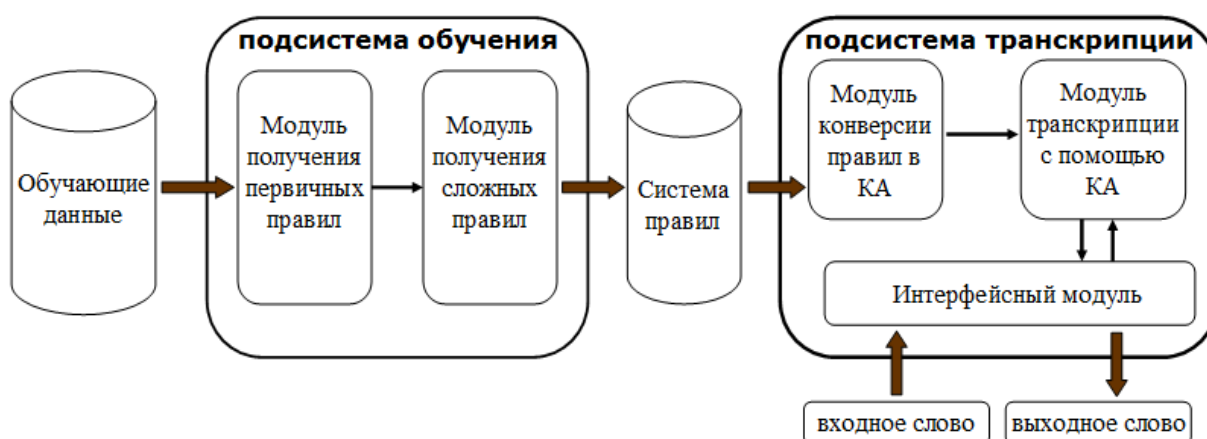 подсистема обучения
подсистема транскрипции
Обучающие
данные
Модуль
получения
первичных
правил
Модуль
получения
сложных
правил
Система
правил
Модуль
конверсии
правил в
КА
Модуль
транскрипции
с помощью
КА
Интерфейсный модуль
входное слово
выходное слово